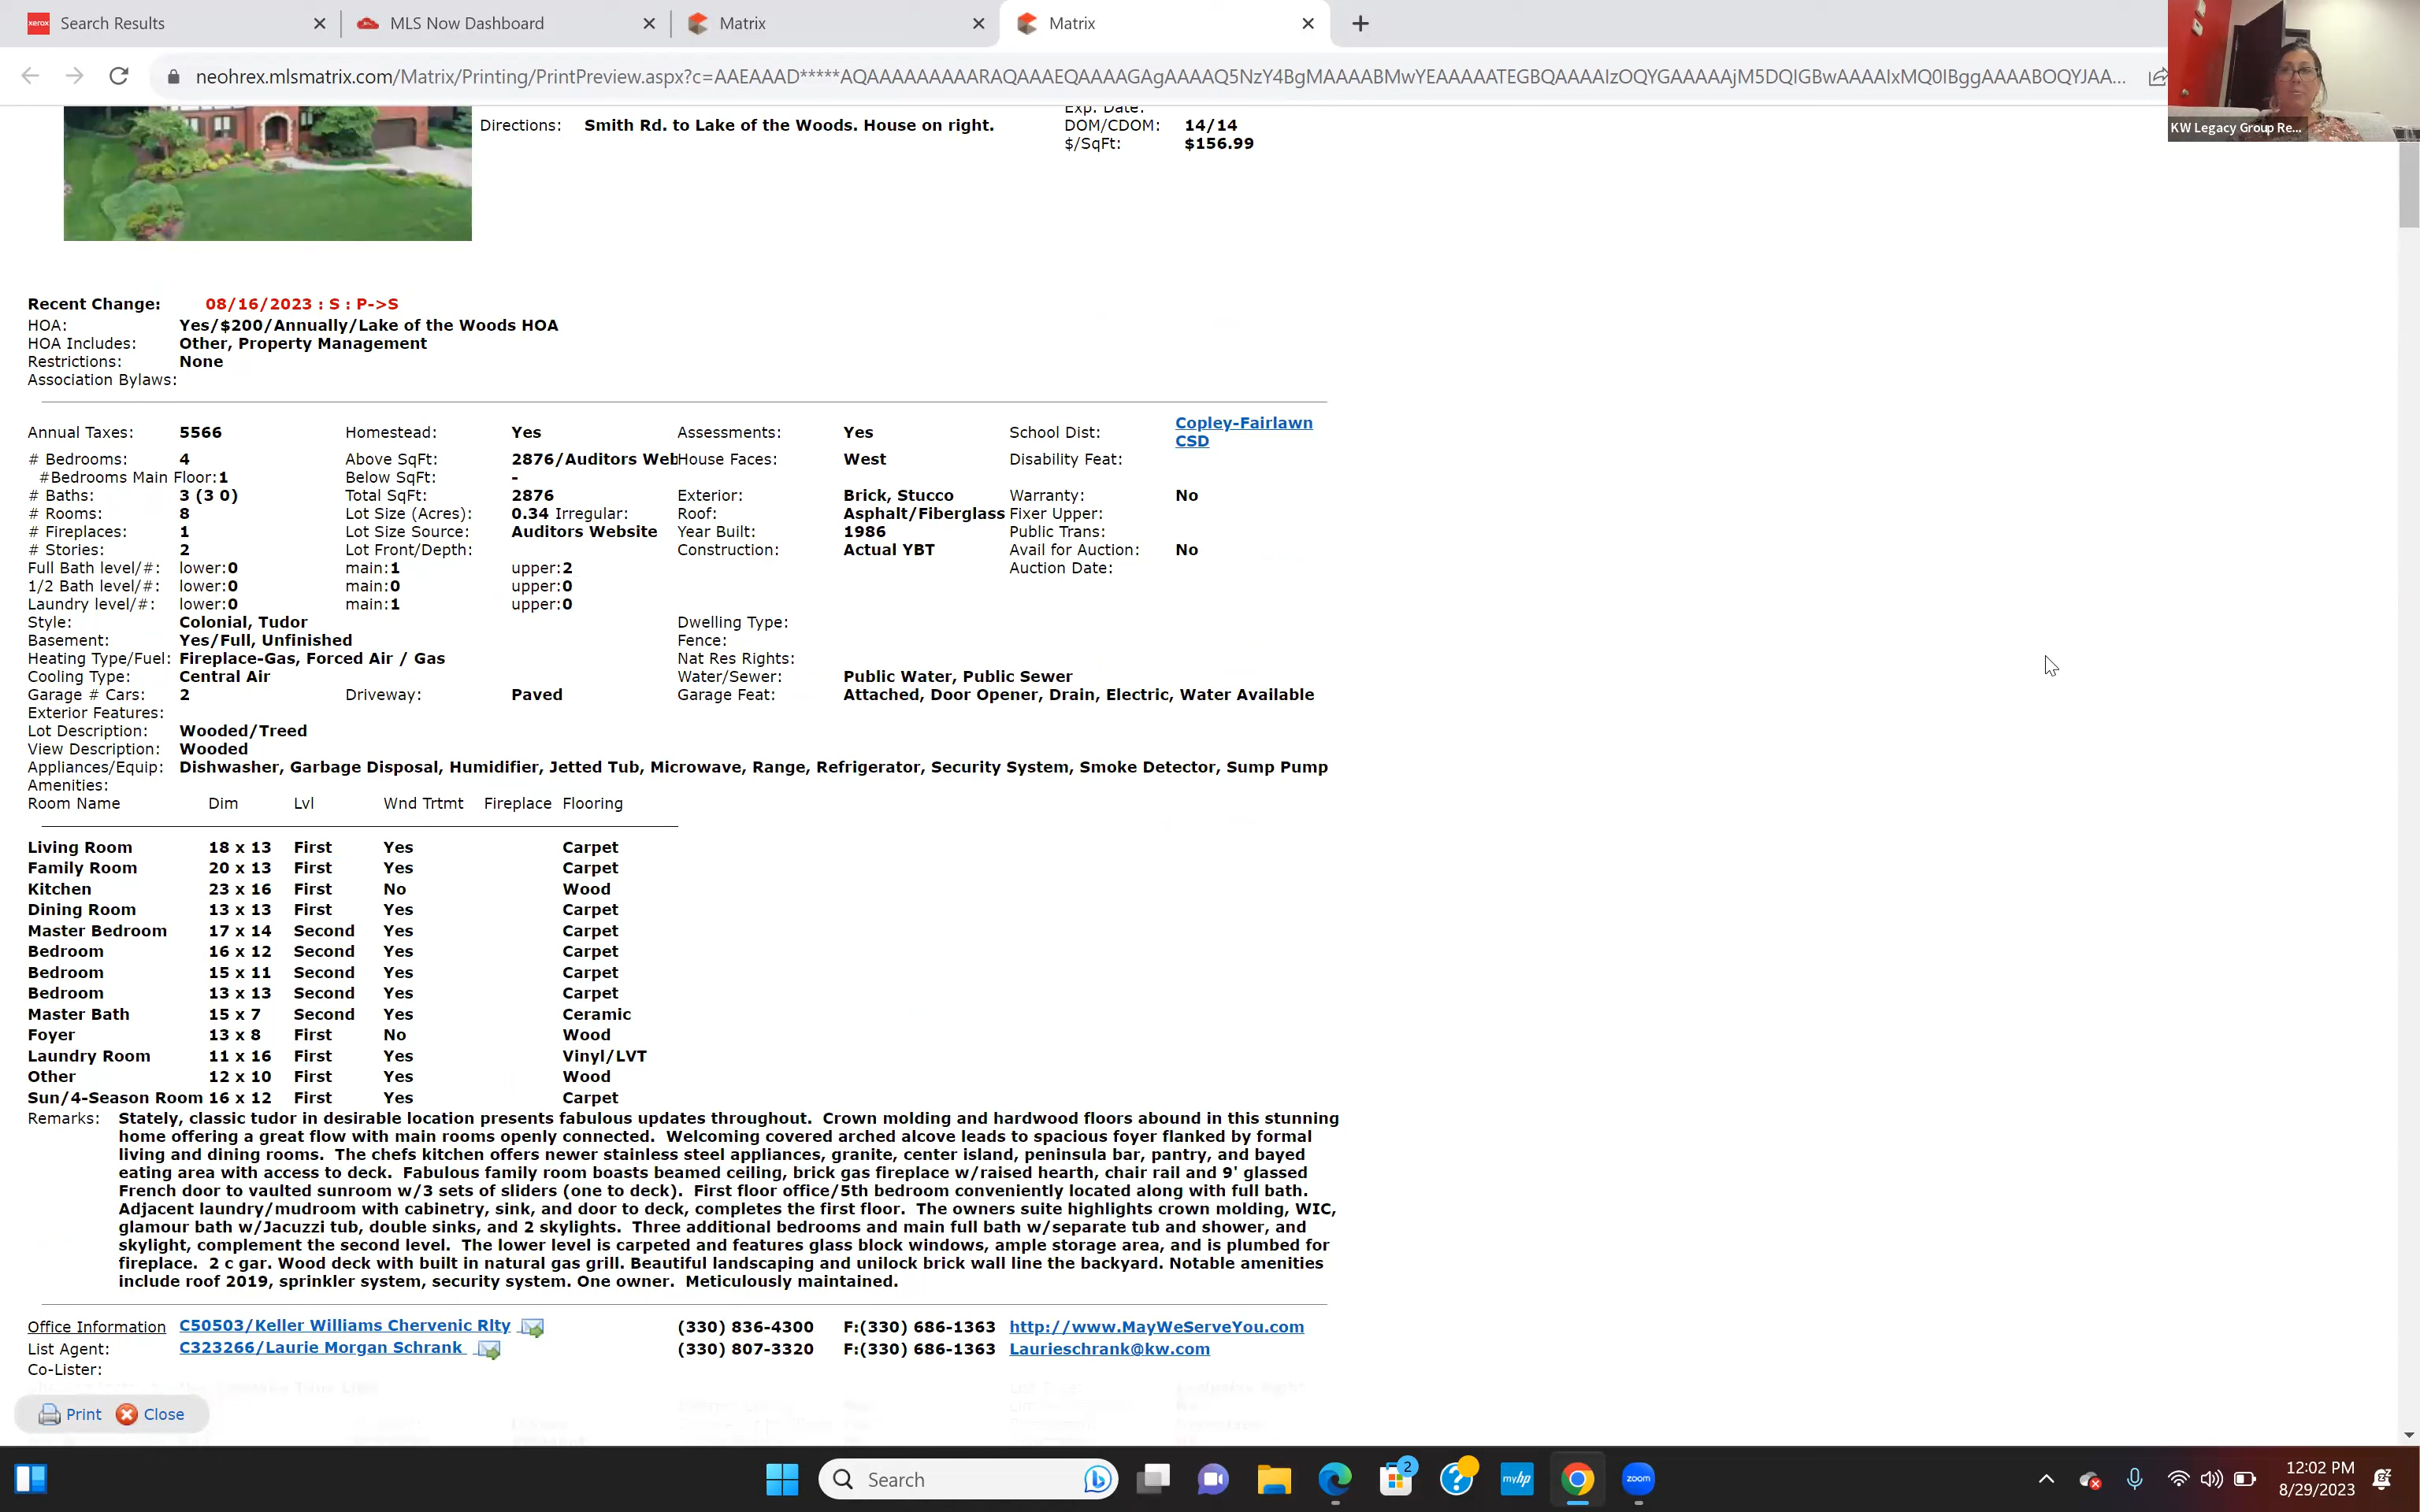 xerox Search Results MLS Now Dashboard Matrix Matrix
neohrex.mlsmatrix.com/Matrix/Printing/PrintPreview.aspx?c=AAEAAAD*****AQAAAAAAAAARAQAAAEQAAAAGAgAAAAQ5NzY4BgMAAAABMwYEAAAAATEGBQAAAAIzOQYGAAAAAjM5DQIGBwAAAAIxMQ0IBggAAAABOQYJAA...
KW Legacy Group Re...
Exp. Date:
Directions: Smith Rd. to Lake of the Woods. House on right. DOM/CDOM: 14/14
$/SqFt: $156.99
Recent Change: 08/16/2023 : S : P->S
HOA: Yes/$200/Annually/Lake of the Woods HOA
HOA Includes: Other, Property Management
Restrictions: None
Association Bylaws:
Annual Taxes: 5566 Homestead: Yes Assessments: Yes School Dist: Copley-Fairlawn CSD
# Bedrooms: 4 Above SqFt: 2876/Auditors Web House Faces: West Disability Feat:
#Bedrooms Main Floor:1 Below SqFt: -
# Baths: 3 (3 0) Total SqFt: 2876 Exterior: Brick, Stucco Warranty: No
# Rooms: 8 Lot Size (Acres): 0.34 Irregular: Roof: Asphalt/Fiberglass Fixer Upper:
# Fireplaces: 1 Lot Size Source: Auditors Website Year Built: 1986 Public Trans:
# Stories: 2 Lot Front/Depth: Construction: Actual YBT Avail for Auction: No
Full Bath level/#: lower:0 main:1 upper:2 Auction Date:
1/2 Bath level/#: lower:0 main:0 upper:0
Laundry level/#: lower:0 main:1 upper:0
Style: Colonial, Tudor Dwelling Type:
Basement: Yes/Full, Unfinished Fence:
Heating Type/Fuel: Fireplace-Gas, Forced Air / Gas Nat Res Rights:
Cooling Type: Central Air Water/Sewer: Public Water, Public Sewer
Garage # Cars: 2 Driveway: Paved Garage Feat: Attached, Door Opener, Drain, Electric, Water Available
Exterior Features:
Lot Description: Wooded/Treed
View Description: Wooded
Appliances/Equip: Dishwasher, Garbage Disposal, Humidifier, Jetted Tub, Microwave, Range, Refrigerator, Security System, Smoke Detector, Sump Pump
Amenities:
Room Name Dim Lvl Wnd Trtmt Fireplace Flooring
Living Room 18 x 13 First Yes Carpet
Family Room 20 x 13 First Yes Carpet
Kitchen 23 x 16 First No Wood
Dining Room 13 x 13 First Yes Carpet
Master Bedroom 17 x 14 Second Yes Carpet
Bedroom 16 x 12 Second Yes Carpet
Bedroom 15 x 11 Second Yes Carpet
Bedroom 13 x 13 Second Yes Carpet
Master Bath 15 x 7 Second Yes Ceramic
Foyer 13 x 8 First No Wood
Laundry Room 11 x 16 First Yes Vinyl/LVT
Other 12 x 10 First Yes Wood
Sun/4-Season Room 16 x 12 First Yes Carpet
Remarks: Stately, classic tudor in desirable location presents fabulous updates throughout. Crown molding and hardwood floors abound in this stunning
home offering a great flow with main rooms openly connected. Welcoming covered arched alcove leads to spacious foyer flanked by formal
living and dining rooms. The chefs kitchen offers newer stainless steel appliances, granite, center island, peninsula bar, pantry, and bayed
eating area with access to deck. Fabulous family room boasts beamed ceiling, brick gas fireplace w/raised hearth, chair rail and 9' glassed
French door to vaulted sunroom w/3 sets of sliders (one to deck). First floor office/5th bedroom conveniently located along with full bath.
Adjacent laundry/mudroom with cabinetry, sink, and door to deck, completes the first floor. The owners suite highlights crown molding, WIC,
glamour bath w/Jacuzzi tub, double sinks, and 2 skylights. Three additional bedrooms and main full bath w/separate tub and shower, and
skylight, complement the second level. The lower level is carpeted and features glass block windows, ample storage area, and is plumbed for
fireplace. 2 c gar. Wood deck with built in natural gas grill. Beautiful landscaping and unilock brick wall line the backyard. Notable amenities
include roof 2019, sprinkler system, security system. One owner. Meticulously maintained.
Office Information C50503/Keller Williams Chervenic Rlty (330) 836-4300 F:(330) 686-1363 http://www.MayWeServeYou.com
List Agent: C323266/Laurie Morgan Schrank (330) 807-3320 F:(330) 686-1363 Laurieschrank@kw.com
Co-Lister:
Print Close
Search 2 myhp zoom 12:02 PM
8/29/2023